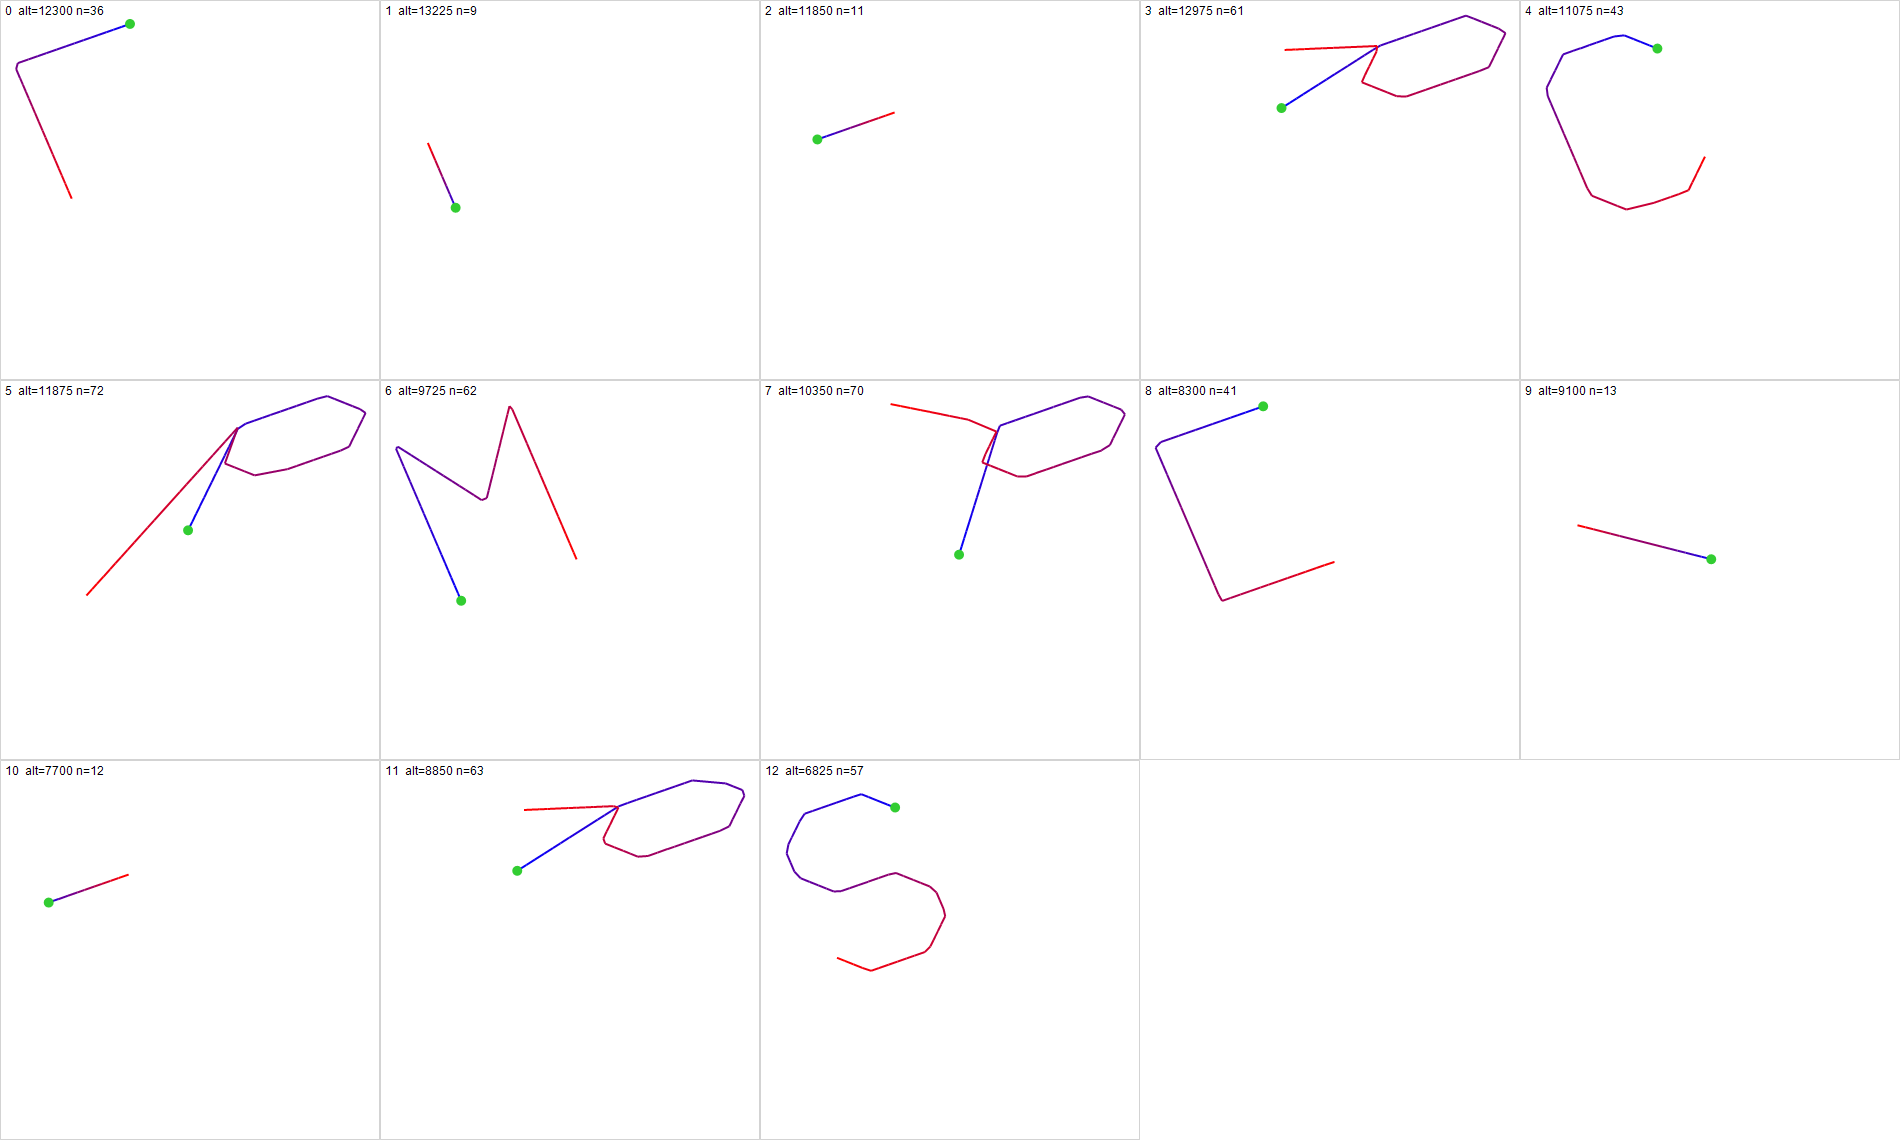 0 alt=12300 n=36
1 alt=13225 n=9
2 alt=11850 n=11
3 alt=12975 n=61
4 alt=11075 n=43
5 alt=11875 n=72
6 alt=9725 n=62
7 alt=10350 n=70
8 alt=8300 n=41
9 alt=9100 n=13
10 alt=7700 n=12
11 alt=8850 n=63
12 alt=6825 n=57